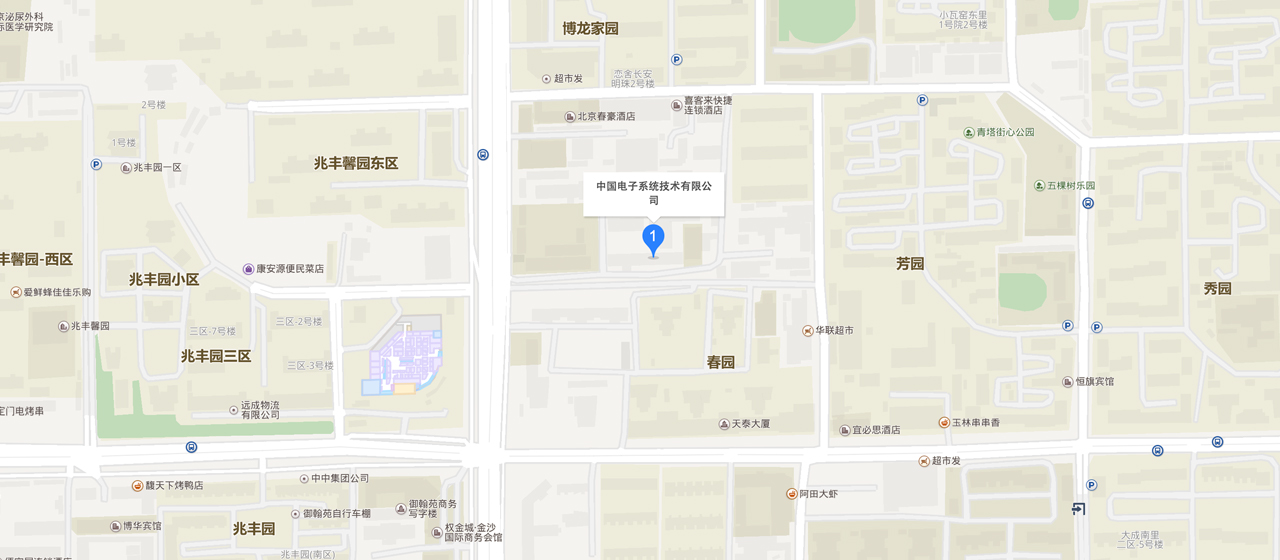 京泌尿外科
际医学研究院
博龙家园
小瓦窑东里
1号院2号楼
恋舍长安
明珠2号楼
超市发
P
2号楼
喜客来快捷
连锁酒店
P
北京春豪酒店
1号楼
青塔街心公园
兆丰馨园东区
P
兆丰园一区
五棵树乐园
中国电子系统技术有限公
司
1
丰馨园-西区
康安源便民菜店
芳园
兆丰园小区
爱鲜蜂佳佳乐购
秀园
三区-2号楼
兆丰馨园
三区-7号楼
华联超市
P
P
兆丰园三区
三区-3号楼
春园
恒旗宾馆
定门电烤串
远成物流
有限公司
天泰大厦
宜必思酒店
玉林串串香
超市发
中中集团公司
馥天下烤鸭店
P
阿田大虾
御翰苑商务
写字楼
御翰苑自行车棚
博华宾馆
兆丰园
权金城·金沙
国际商务会馆
大成南里
二区-5号楼
兆丰园(南区)